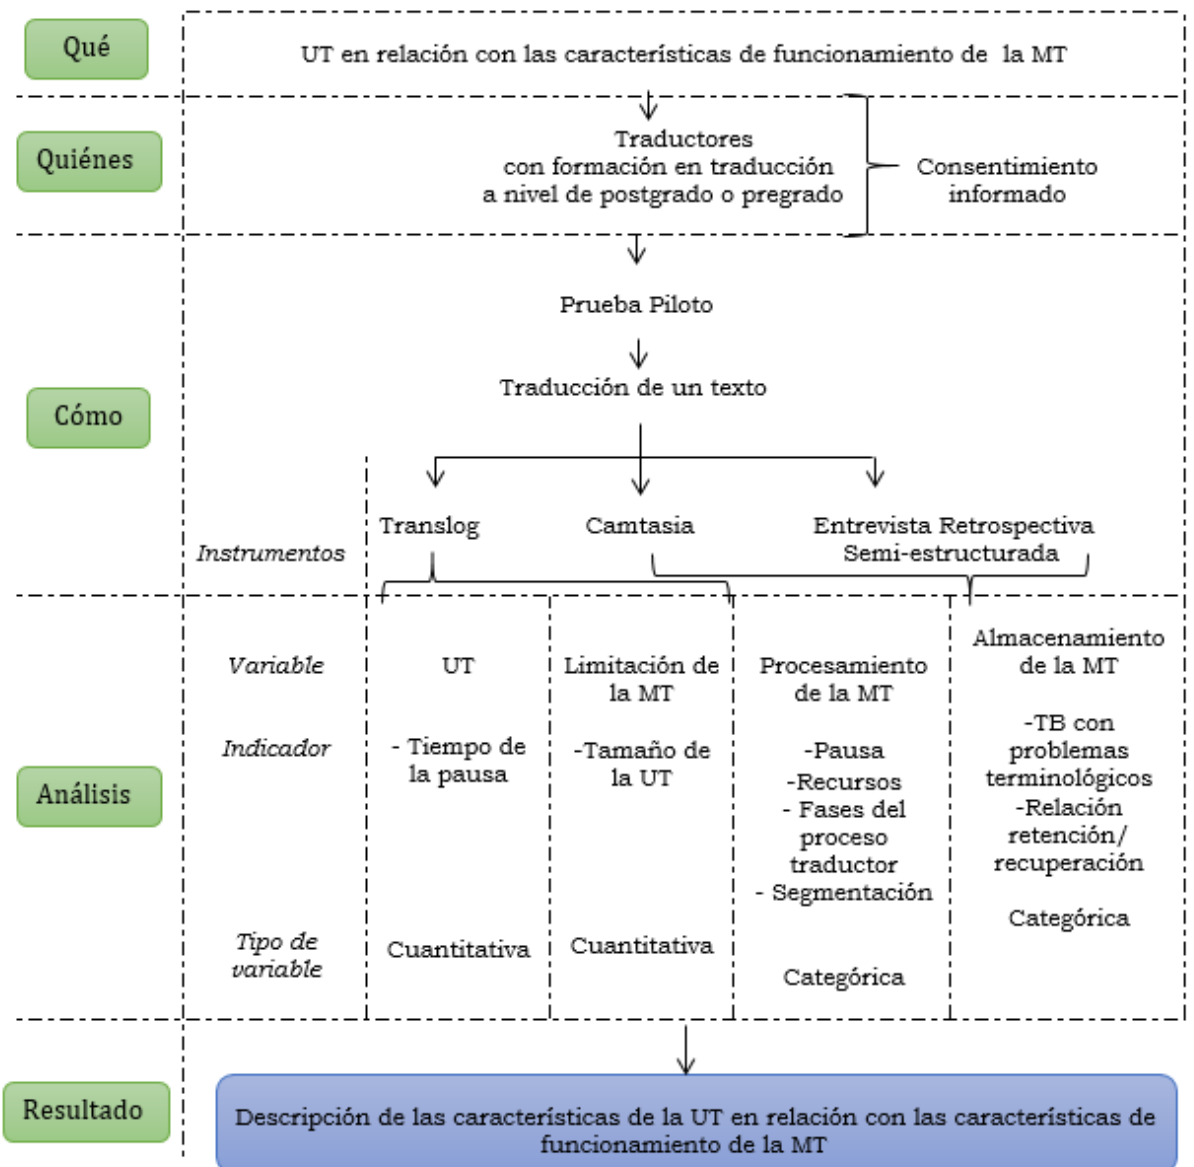 Qué
UT en relación con las características de funcionamiento de la MT
Quiénes
Traductores
con formación en traducción
a nivel de postgrado o pregrado
Consentimiento
informado
Cómo
Prueba Piloto
Traducción de un texto
Instrumentos
Translog
Camtasia
Entrevista Retrospectiva
Semi-estructurada
Análisis
Variable
UT
Limitación de
la MT
Procesamiento
de la MT
Almacenamiento
de la MT
Indicador
- Tiempo de
la pausa
-Tamaño de
la UT
-Pausa
-Recursos
- Fases del
proceso
traductor
- Segmentación
-TB con
problemas
terminológicos
-Relación
retención/
recuperación
Tipo de
variable
Cuantitativa
Cuantitativa
Categórica
Categórica
Resultado
Descripción de las características de la UT en relación con las características de
funcionamiento de la MT